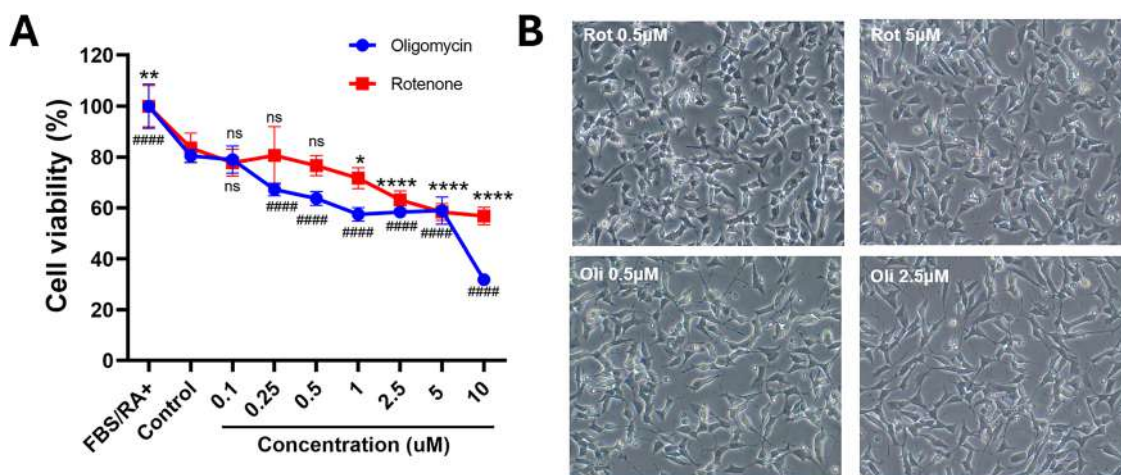 A
Cell viability (%)
120
100
80
60
40
20
0
Oligomycin
Rotenone
**
####
ns
ns
ns
####
ns
####
*
####
****
####
****
####
****
####
FBS/RA+
Control
0.1
0.25
0.5
1
2.5
5
10
Concentration (uM)
B
Rot 0.5µM
Rot 5µM
Oli 0.5µM
Oli 2.5µM